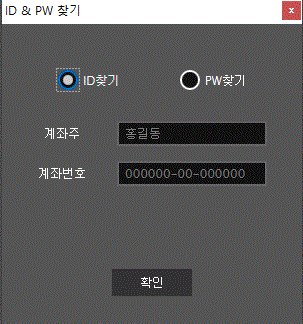 ID & PW 찾기
ID찾기 PW찾기
계좌주 홍길동
계좌번호 000000-00-000000
확인